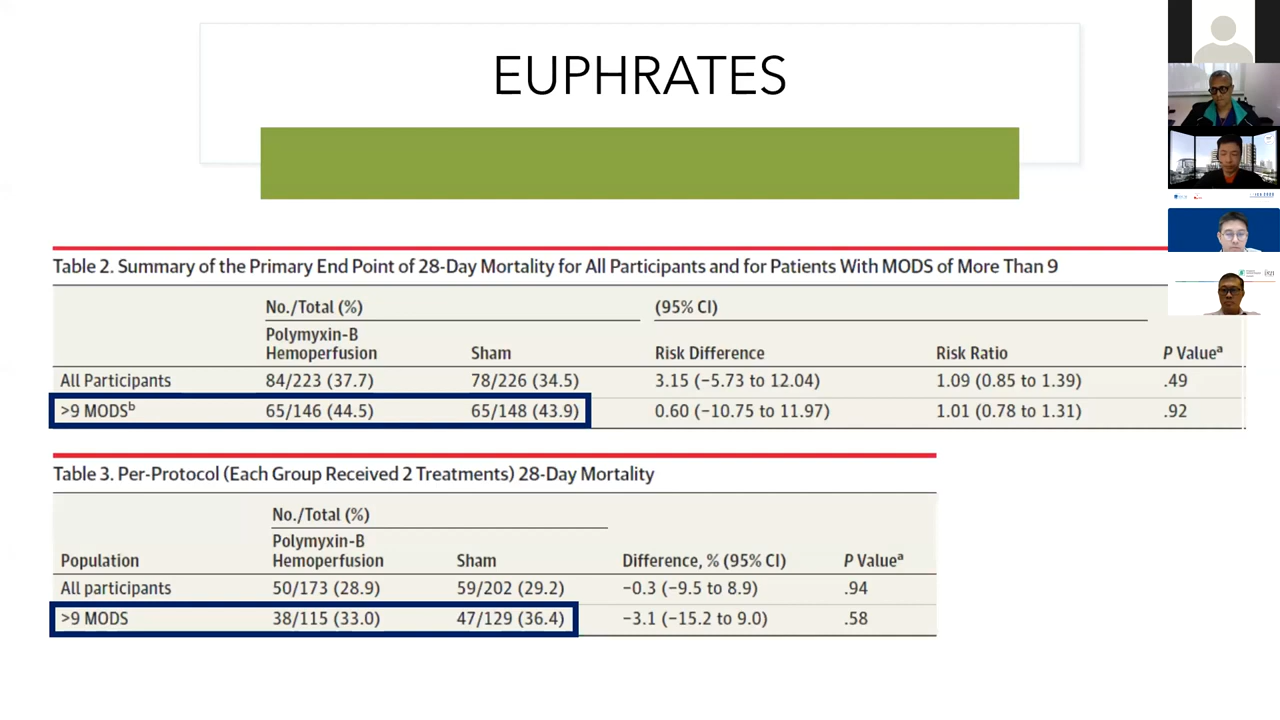 EUPHRATES
Table 2. Summary of the Primary End Point of 28-Day Mortality for All Participants and for Patients With MODS of More Than 9
No./Total (%) (95% CI)
Polymyxin-B
Hemoperfusion Sham Risk Difference Risk Ratio P Valueᵃ
All Participants 84/223 (37.7) 78/226 (34.5) 3.15 (−5.73 to 12.04) 1.09 (0.85 to 1.39) .49
>9 MODSᵇ 65/146 (44.5) 65/148 (43.9) 0.60 (−10.75 to 11.97) 1.01 (0.78 to 1.31) .92
Table 3. Per-Protocol (Each Group Received 2 Treatments) 28-Day Mortality
No./Total (%)
Polymyxin-B
Population Hemoperfusion Sham Difference, % (95% CI) P Valueᵃ
All participants 50/173 (28.9) 59/202 (29.2) −0.3 (−9.5 to 8.9) .94
>9 MODS 38/115 (33.0) 47/129 (36.4) −3.1 (−15.2 to 9.0) .58